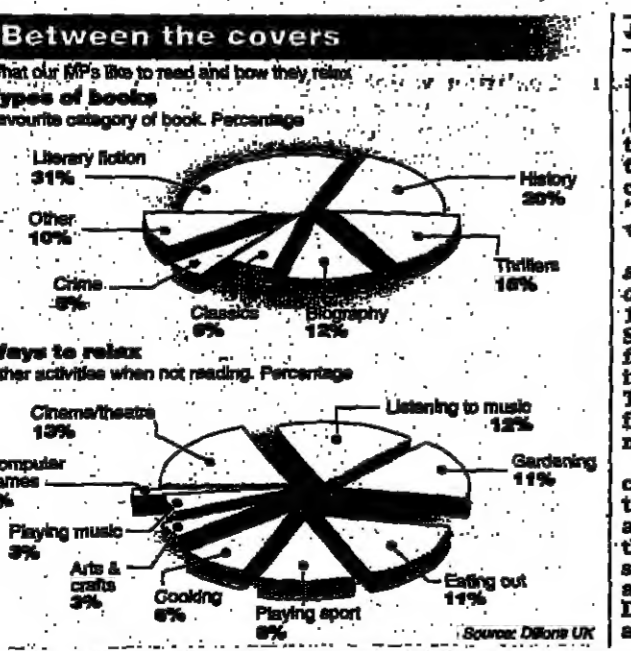 Between the covers
What our MPs like to read and how they relax
Types of books
Favourite category of book. Percentage
Literary fiction
31%
History
20%
Other
10%
Thrillers
Crime
Classics
Biography
12%
Ways to relax
Other activities when not reading. Percentage
Cinema/theatre
13%
Listening to music
12%
Computer
games
Gardening
11%
Playing music
3%
Arts &
crafts
3%
Cooking
Eating out
11%
Playing sport
Source: Dillons UK